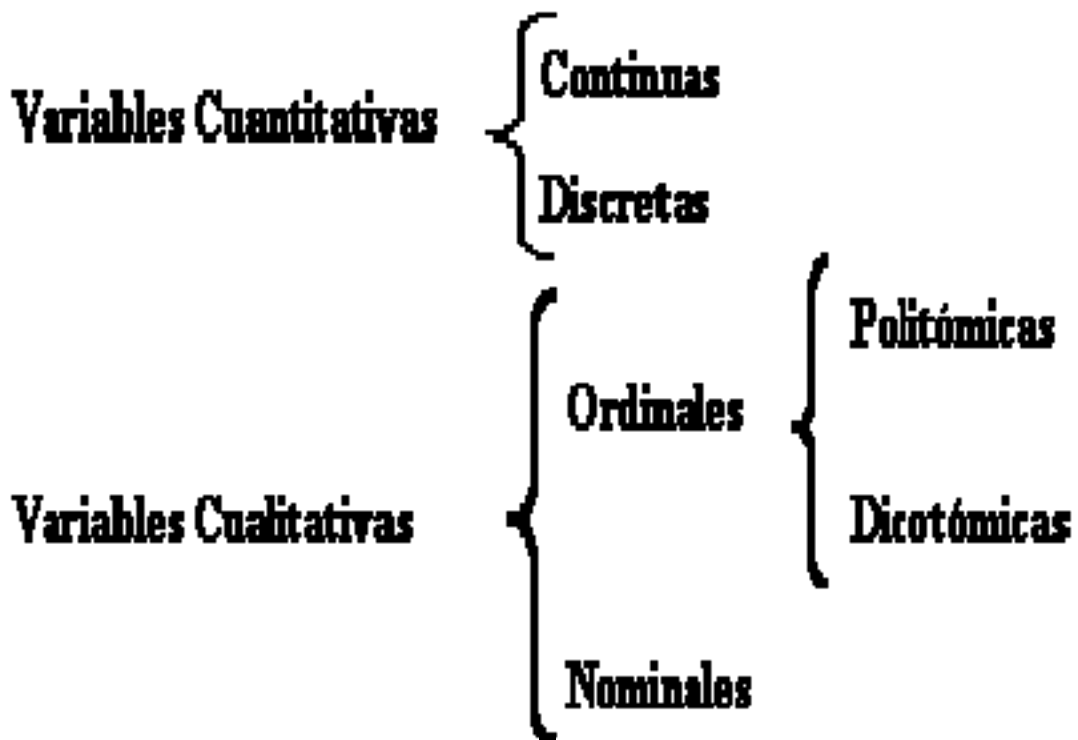 Variables Cuantitativas
Continuas
Discretas
Variables Cualitativas
Ordinales
Politómicas
Dicotómicas
Nominales